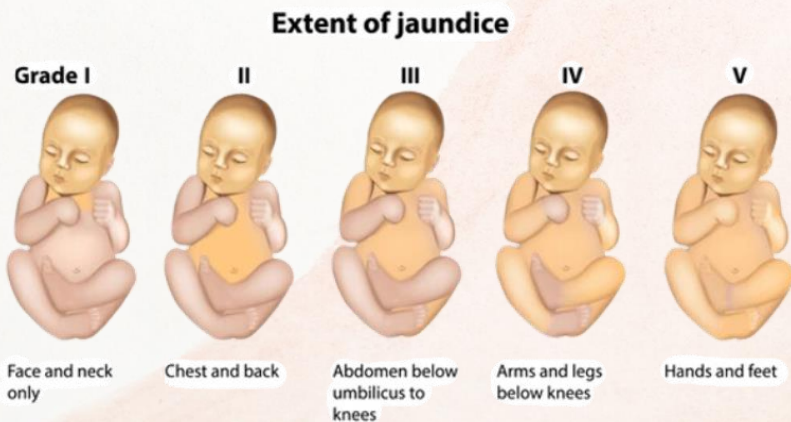 Extent of jaundice
Grade I
II
III
IV
V
Face and neck
only
Chest and back
Abdomen below
umbilicus to
knees
Arms and legs
below knees
Hands and feet